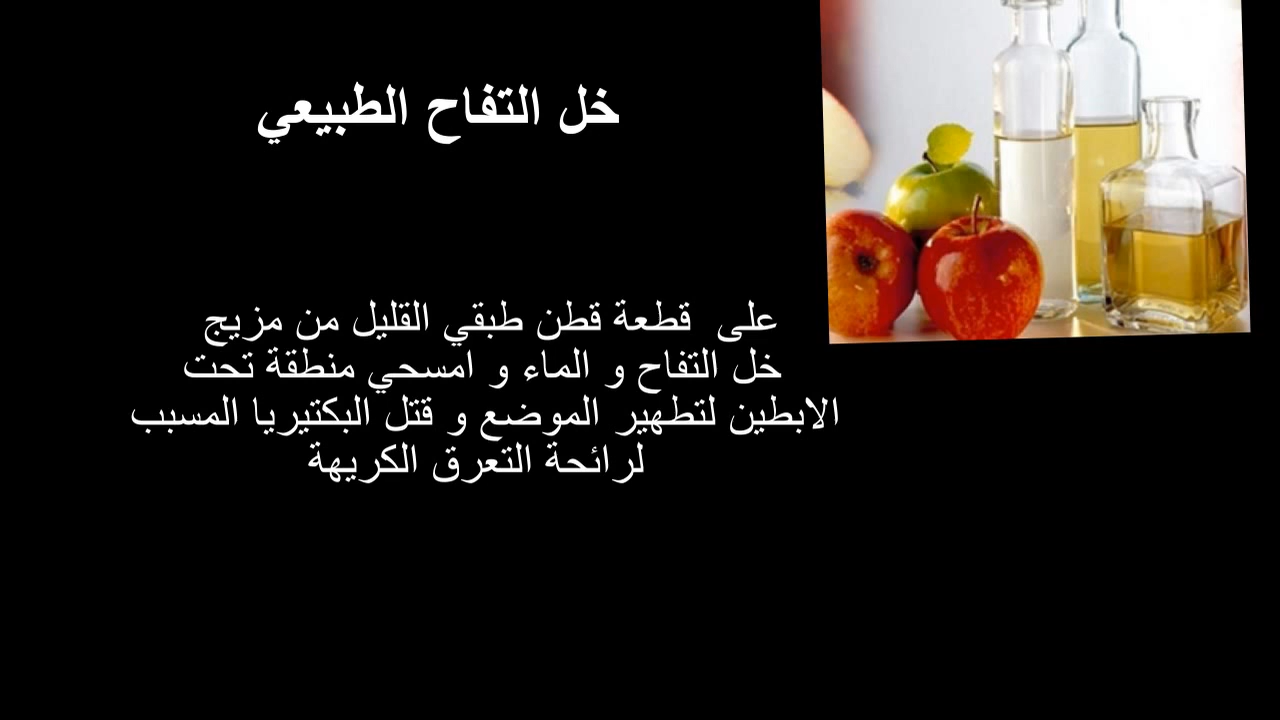 خل التفاح الطبيعي
على قطعة قطن طبقي القليل من مزيج
خل التفاح و الماء و امسحي منطقة تحت
الابطين لتطهير الموضع و قتل البكتيريا المسبب
لرائحة التعرق الكريهة